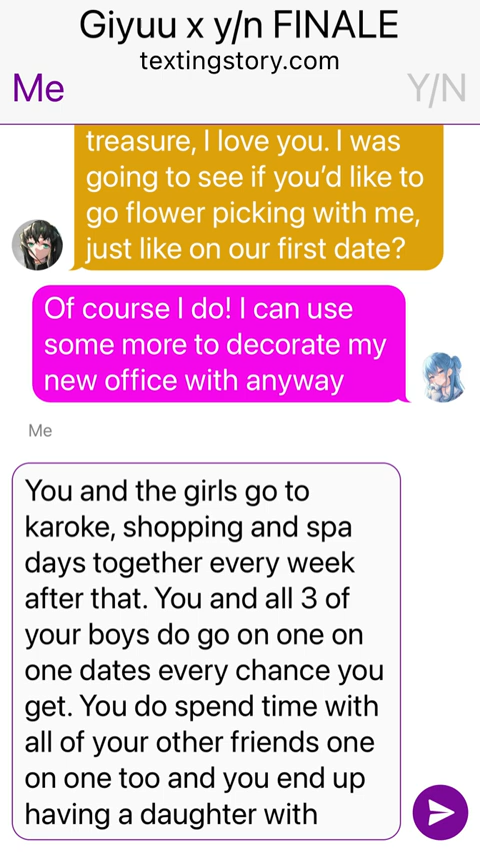 Giyuu x y/n FINALE
textingstory.com
Me
Y/N
treasure, I love you. I was
going to see if you’d like to
go flower picking with me,
just like on our first date?
Of course I do! I can use
some more to decorate my
new office with anyway
Me
You and the girls go to
karoke, shopping and spa
days together every week
after that. You and all 3 of
your boys do go on one on
one dates every chance you
get. You do spend time with
all of your other friends one
on one too and you end up
having a daughter with